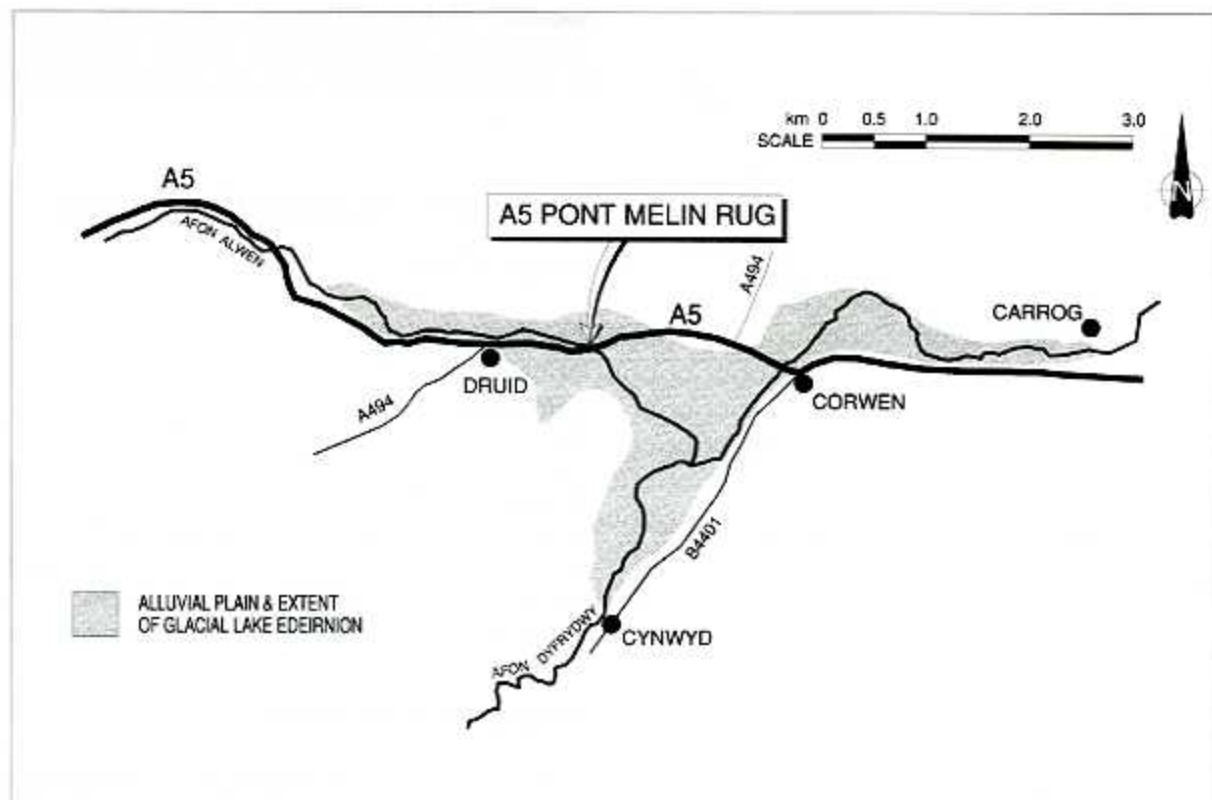 km 0 0.5 1.0 2.0 3.0
SCALE
N
A5
AFON ALWEN
A5 PONT MELIN RUG
A494
A5
CARROG
DRUID
CORWEN
A494
B4401
ALLUVIAL PLAIN & EXTENT
OF GLACIAL LAKE EDEIRNION
CYNWYD
AFON DYFRYDWY